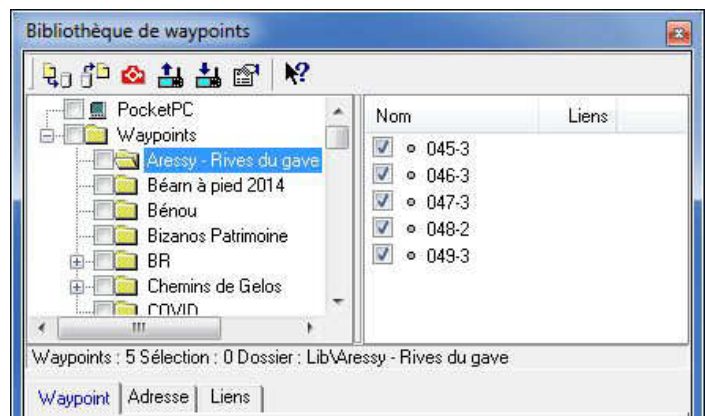 Bibliothèque de waypoints
PocketPC
Waypoints
Aressy - Rives du gave
Béarn à pied 2014
Bénou
Bizanos Patrimoine
BR
Chemins de Gelos
COVID
Nom Liens
045-3
046-3
047-3
048-2
049-3
Waypoints : 5 Sélection : 0 Dossier : Lib\Aressy - Rives du gave
Waypoint Adresse Liens